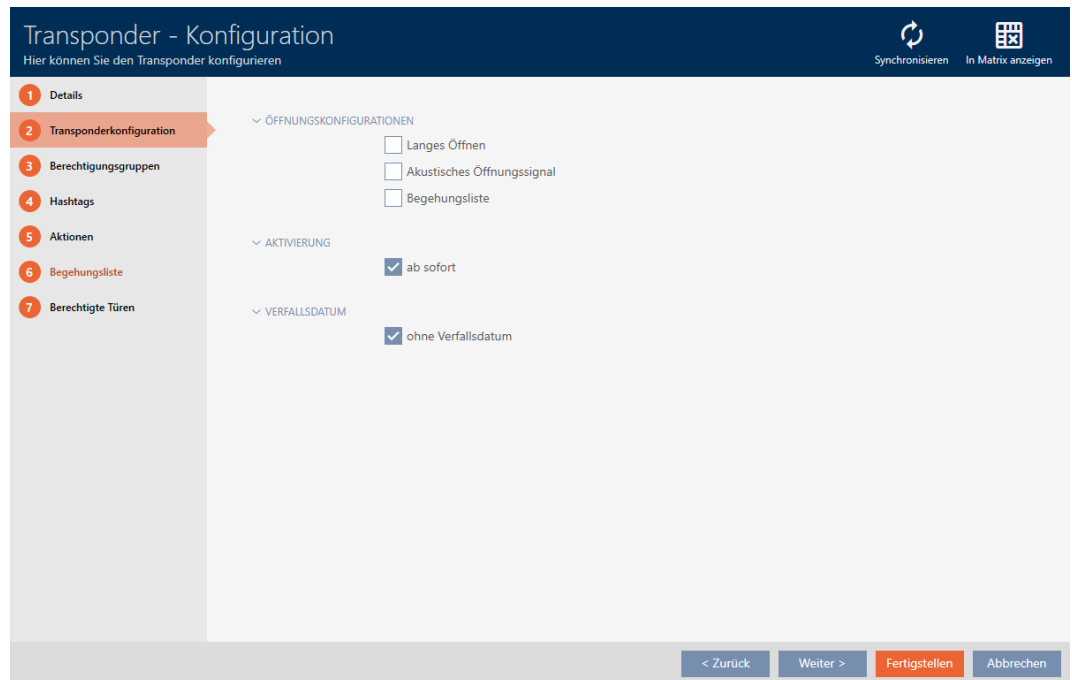 Transponder - Konfiguration
Hier können Sie den Transponder konfigurieren
Synchronisieren
In Matrix anzeigen
1 Details
2 Transponderkonfiguration
3 Berechtigungsgruppen
4 Hashtags
5 Aktionen
6 Begehungsliste
7 Berechtigte Türen
ÖFFNUNGSKONFIGURATIONEN
Langes Öffnen
Akustisches Öffnungssignal
Begehungsliste
AKTIVIERUNG
ab sofort
VERFALLSDATUM
ohne Verfallsdatum
< Zurück
Weiter >
Fertigstellen
Abbrechen